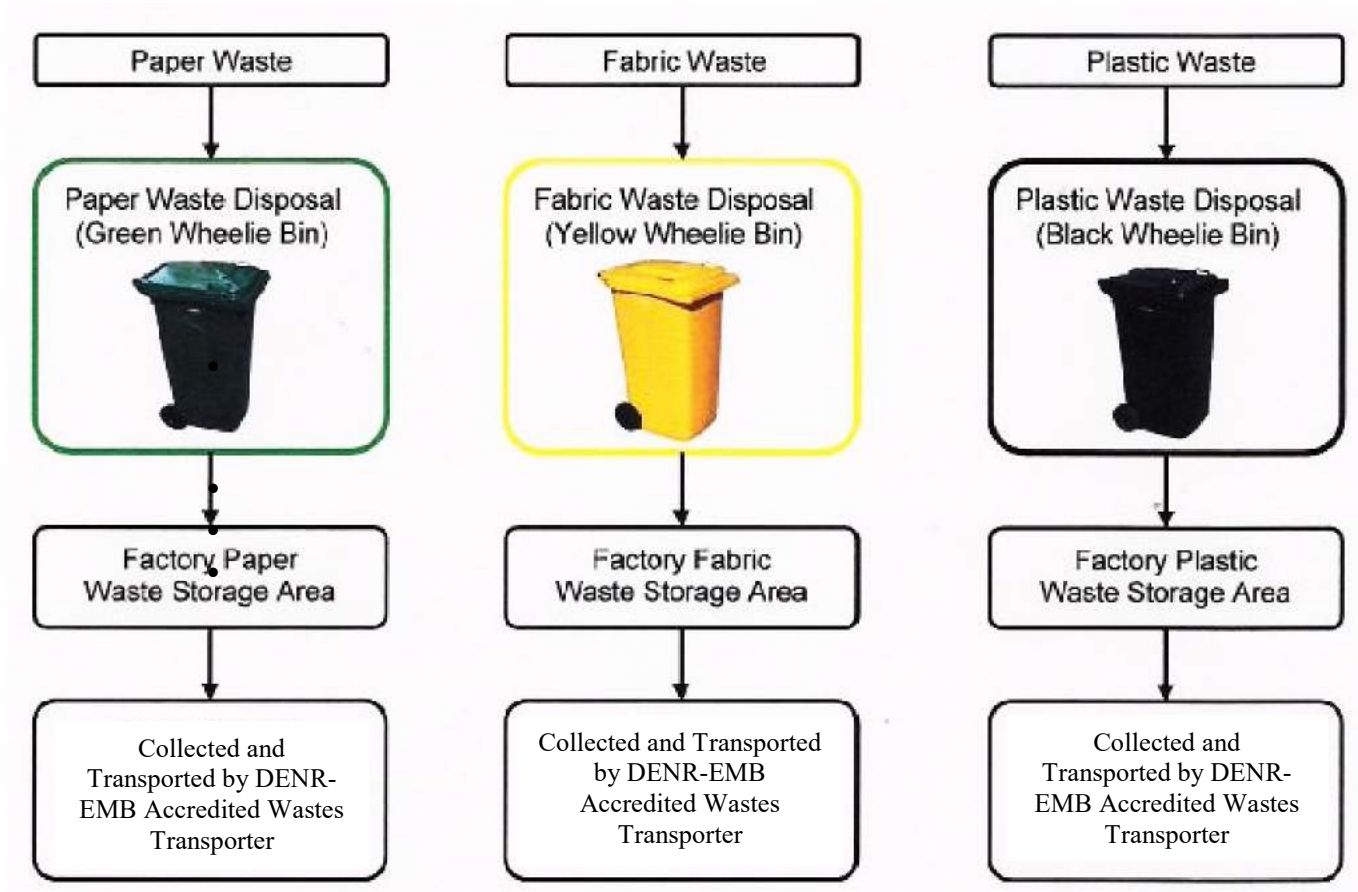 Paper Waste
Paper Waste Disposal
(Green Wheelie Bin)
Factory Paper
Waste Storage Area
Collected and
Transported by DENR-
EMB Accredited Wastes
Transporter
Fabric Waste
Fabric Waste Disposal
(Yellow Wheelie Bin)
Factory Fabric
Waste Storage Area
Collected and Transported
by DENR-EMB
Accredited Wastes
Transporter
Plastic Waste
Plastic Waste Disposal
(Black Wheelie Bin)
Factory Plastic
Waste Storage Area
Collected and
Transported by DENR-
EMB Accredited Wastes
Transporter